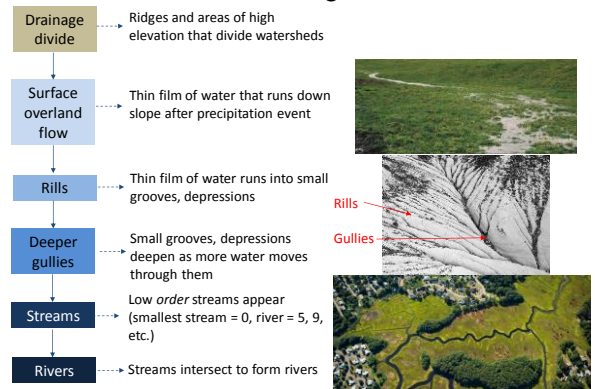 Drainage
divide
Ridges and areas of high
elevation that divide watersheds
Surface
overland
flow
Thin film of water that runs down
slope after precipitation event
Rills
Thin film of water runs into small
grooves, depressions
Rills
Gullies
Deeper
gullies
Small grooves, depressions
deepen as more water moves
through them
Streams
Low order streams appear
(smallest stream = 0, river = 5, 9,
etc.)
Rivers
Streams intersect to form rivers